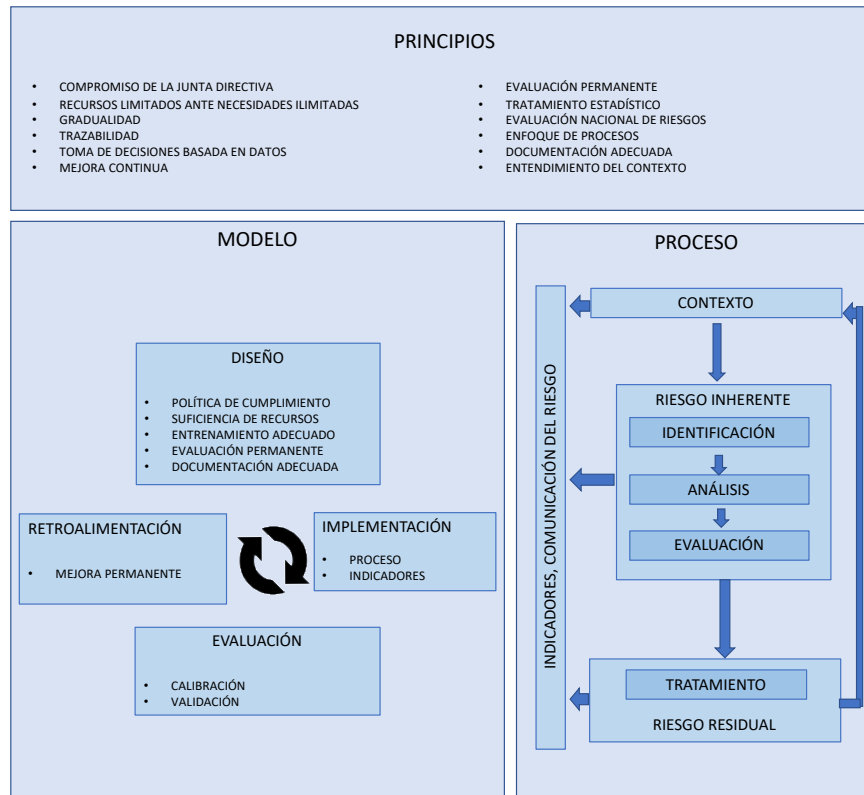 PRINCIPIOS
• COMPROMISO DE LA JUNTA DIRECTIVA
• RECURSOS LIMITADOS ANTE NECESIDADES ILIMITADAS
• GRADUALIDAD
• TRAZABILIDAD
• TOMA DE DECISIONES BASADA EN DATOS
• MEJORA CONTINUA
• EVALUACIÓN PERMANENTE
• TRATAMIENTO ESTADÍSTICO
• EVALUACIÓN NACIONAL DE RIESGOS
• ENFOQUE DE PROCESOS
• DOCUMENTACIÓN ADECUADA
• ENTENDIMIENTO DEL CONTEXTO
MODELO
DISEÑO
• POLÍTICA DE CUMPLIMIENTO
• SUFICIENCIA DE RECURSOS
• ENTRENAMIENTO ADECUADO
• EVALUACIÓN PERMANENTE
• DOCUMENTACIÓN ADECUADA
RETROALIMENTACIÓN
• MEJORA PERMANENTE
IMPLEMENTACIÓN
• PROCESO
• INDICADORES
EVALUACIÓN
• CALIBRACIÓN
• VALIDACIÓN
PROCESO
INDICADORES, COMUNICACIÓN DEL RIESGO
CONTEXTO
RIESGO INHERENTE
IDENTIFICACIÓN
ANÁLISIS
EVALUACIÓN
TRATAMIENTO
RIESGO RESIDUAL